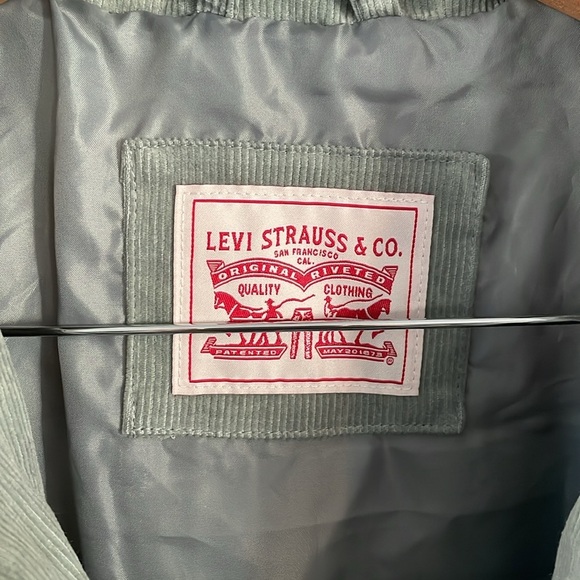 LEVI STRAUSS & CO.
SAN FRANCISCO
CAL.
ORIGINAL RIVETED
QUALITY CLOTHING
PATENTED MAY 20 1873
®